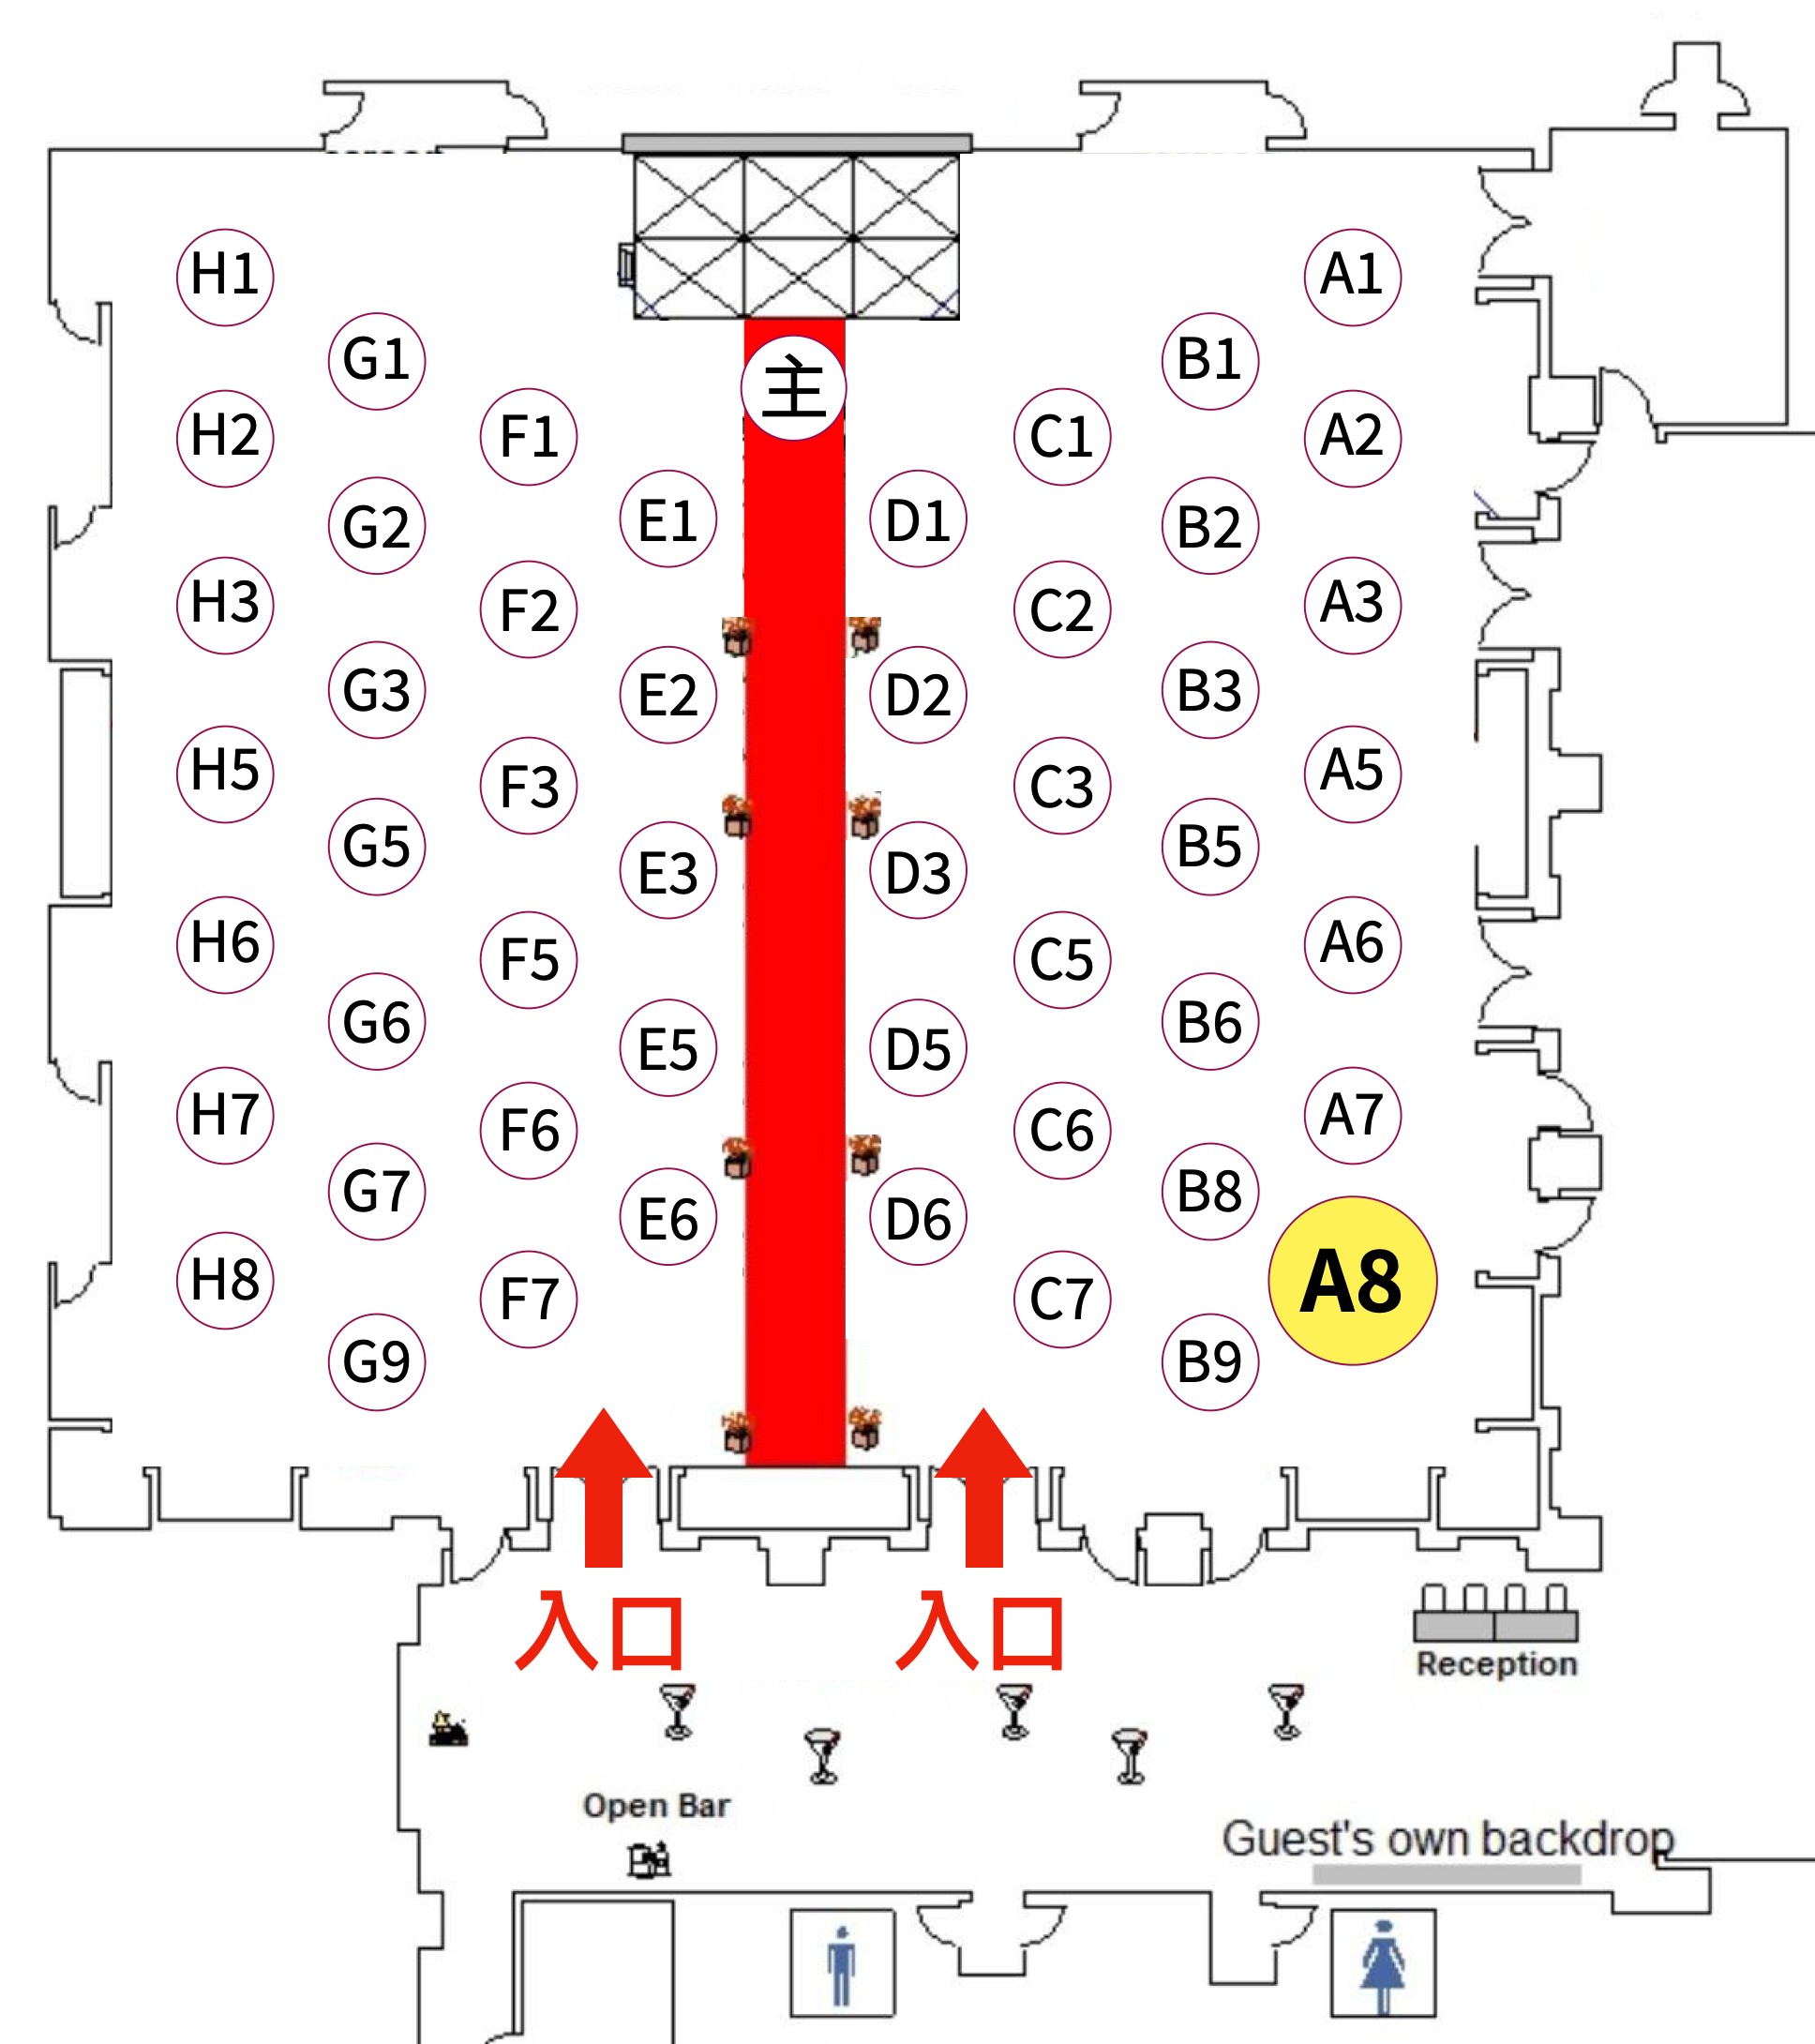 H1
A1
G1
B1
主
H2
F1
C1
A2
G2
E1
D1
B2
H3
F2
C2
A3
G3
E2
D2
B3
H5
F3
C3
A5
G5
E3
D3
B5
H6
F5
C5
A6
G6
E5
D5
B6
H7
F6
C6
A7
G7
E6
D6
B8
H8
F7
C7
A8
G9
B9
入口
入口
Reception
Open Bar
Guest's own backdrop